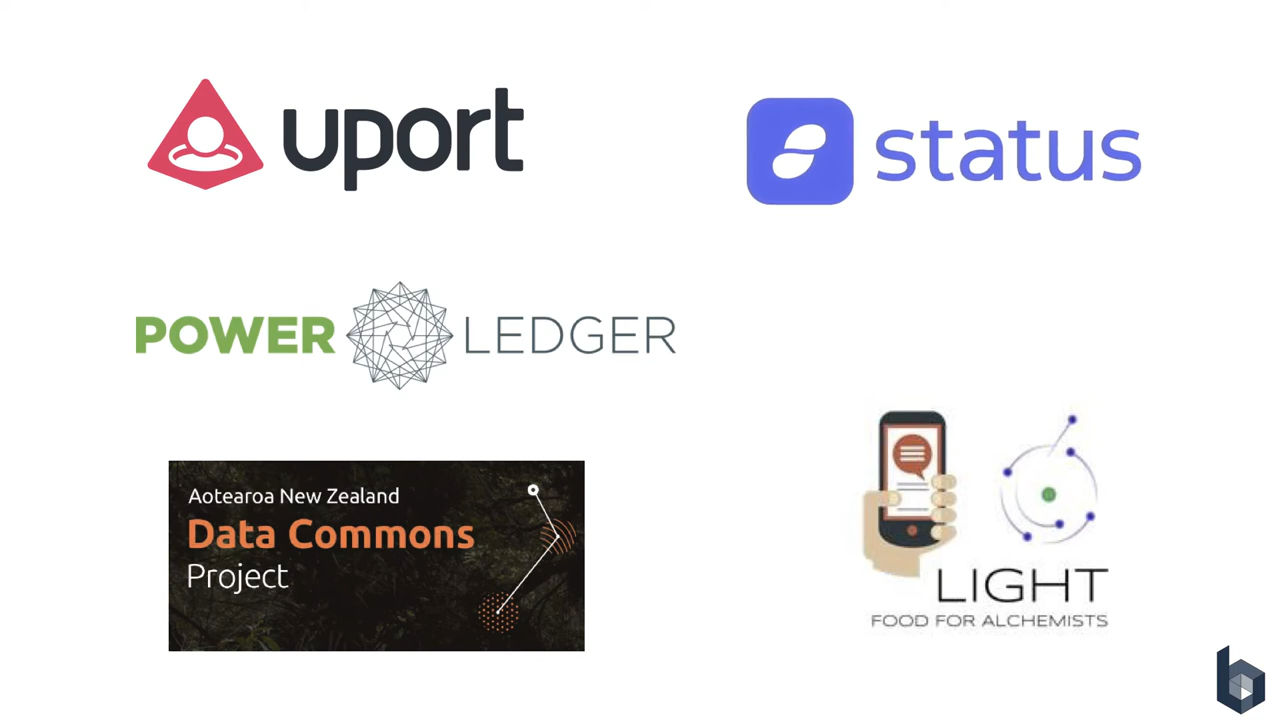 uport
status
POWER LEDGER
Aotearoa New Zealand
Data Commons
Project
LIGHT
FOOD FOR ALCHEMISTS